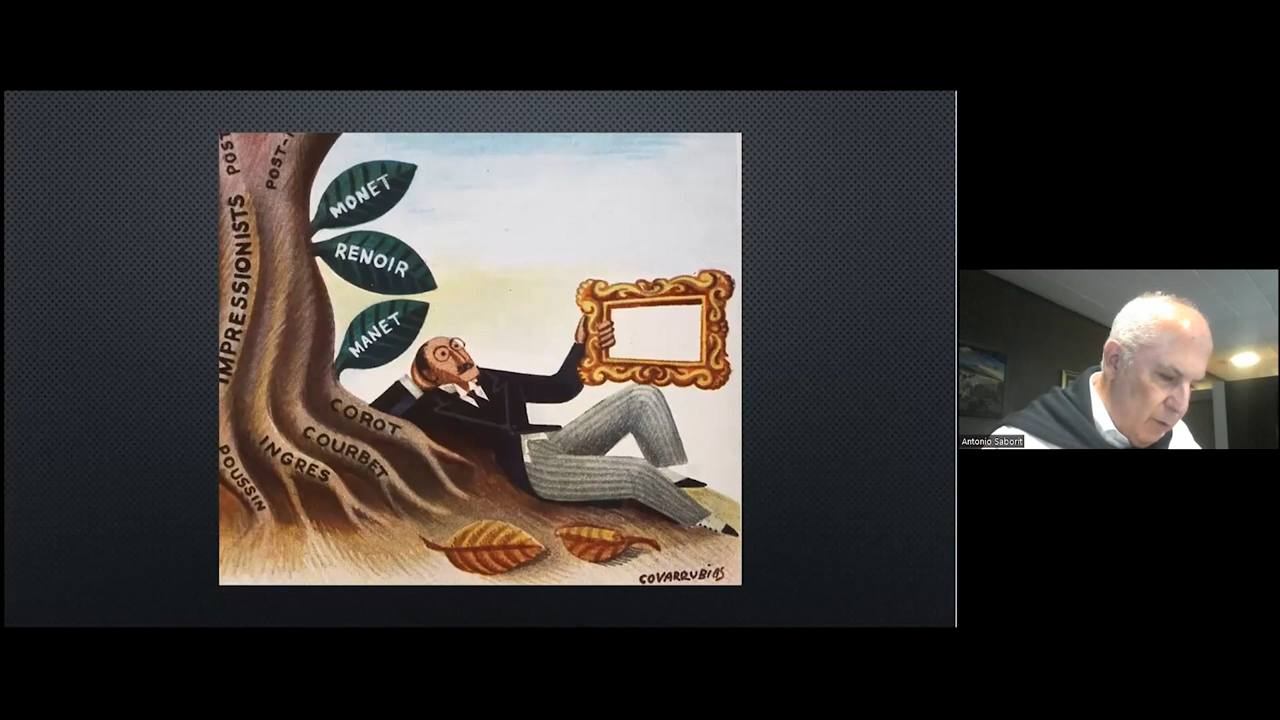 POST
POST-I
IMPRESSIONISTS
MONET
RENOIR
MANET
COROT
COURBET
INGRES
POUSSIN
COVARRUBIAS
Antonio Saborit